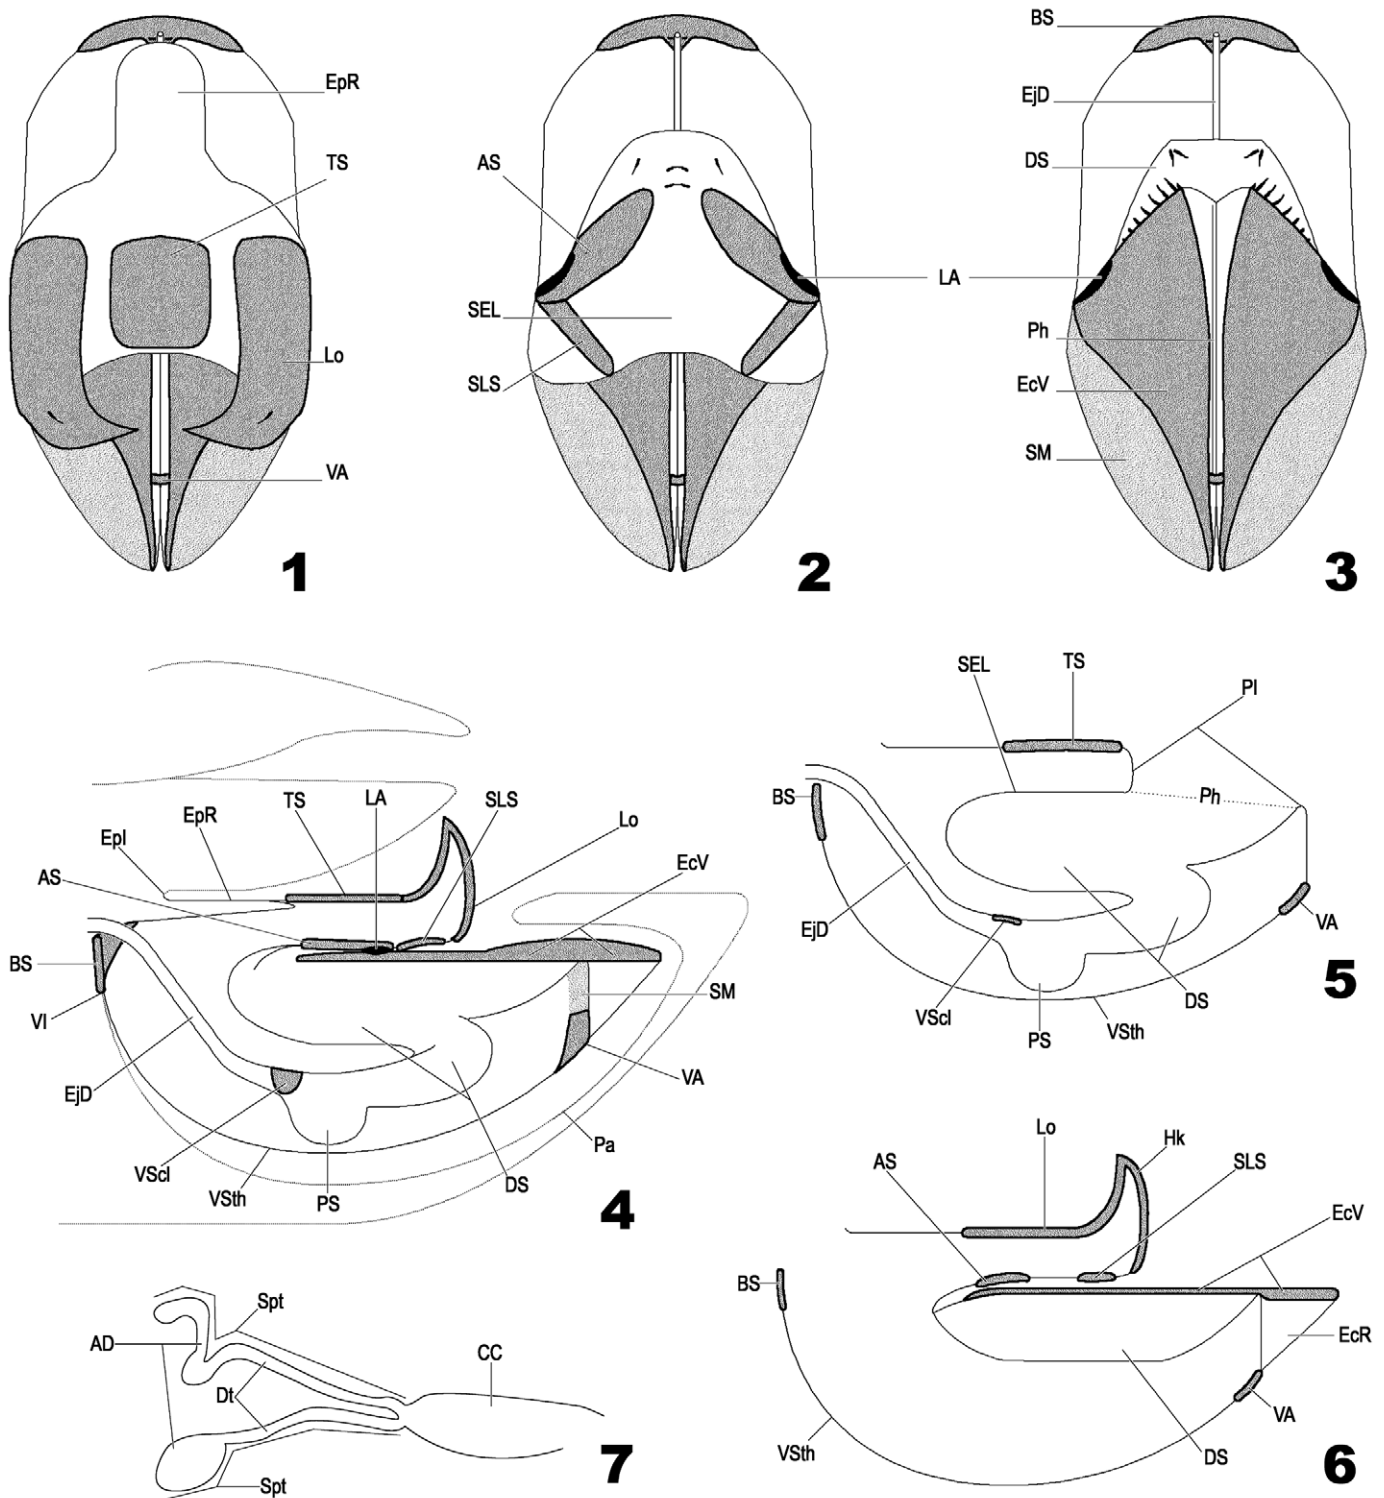 EpR
TS
Lo
VA
1
AS
SEL
SLS
2
LA
BS
EjD
DS
Ph
EcV
SM
3
TS
LA
SLS
Lo
EpR
EpI
AS
EcV
BS
SM
VI
EjD
VA
Pa
VScl
VSth
PS
DS
4
SEL
TS
PI
BS
Ph
EjD
VA
VScl
PS
VSth
DS
5
Lo
Hk
AS
SLS
EcV
BS
EcR
VA
VSth
DS
6
Spt
AD
CC
Dt
Spt
7